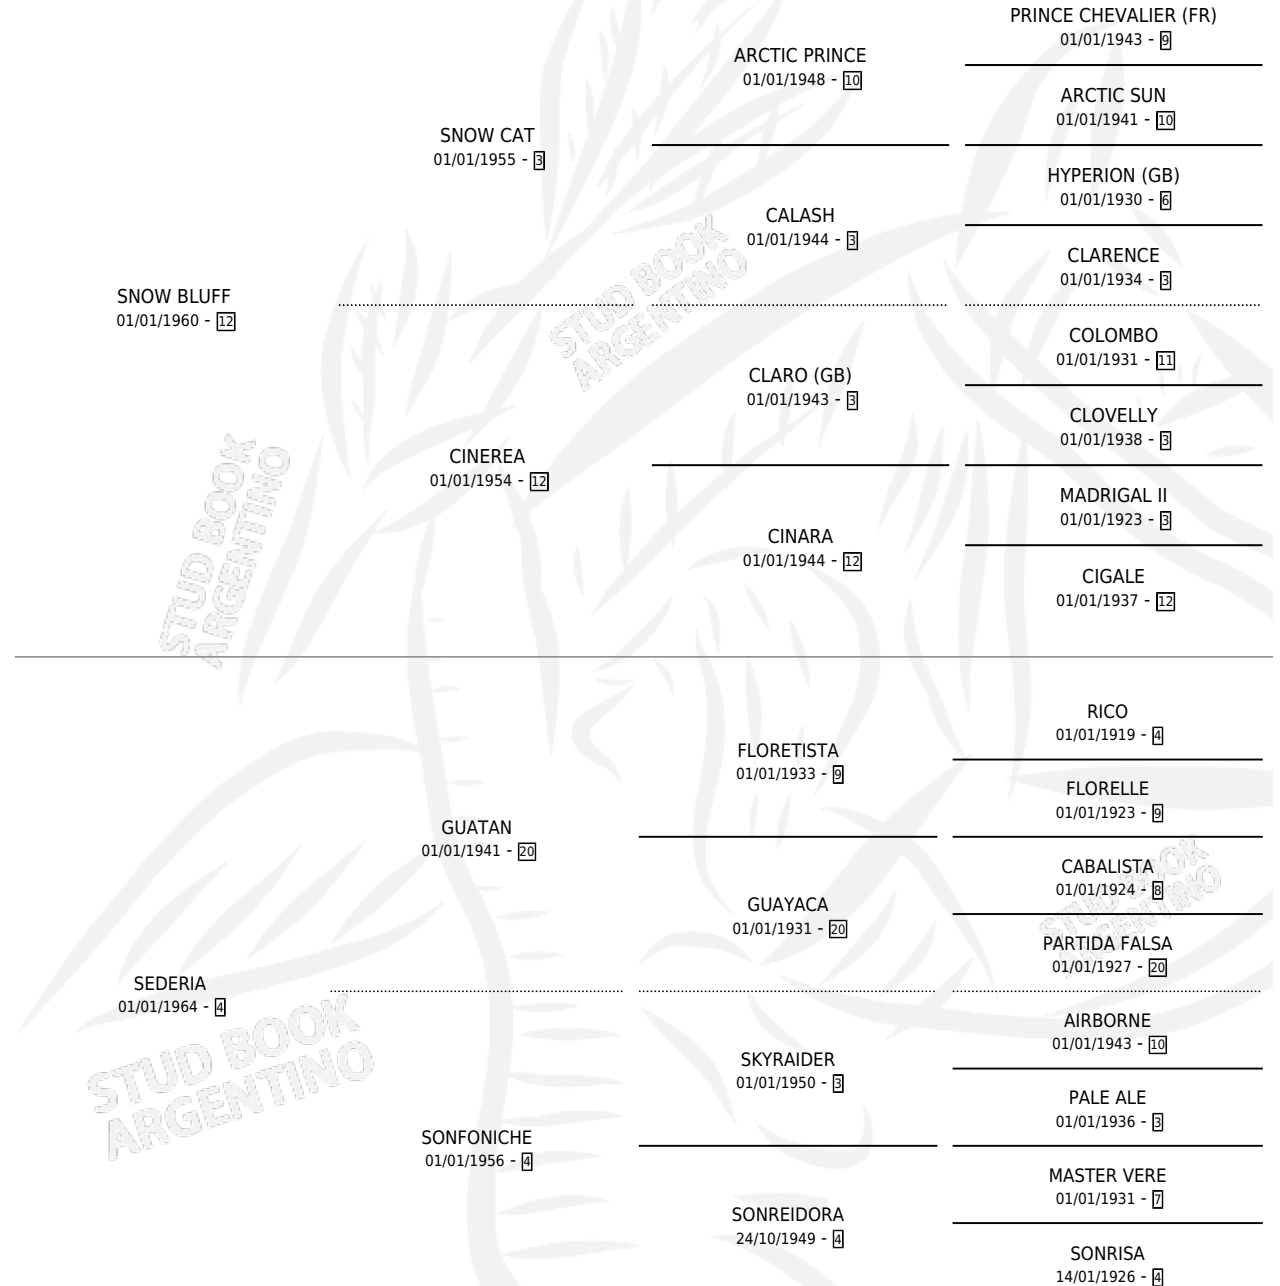 PRINCE CHEVALIER (FR)
01/01/1943 - 9
ARCTIC PRINCE
01/01/1948 - 10
ARCTIC SUN
01/01/1941 - 10
SNOW CAT
01/01/1955 - 3
HYPERION (GB)
01/01/1930 - 6
CALASH
01/01/1944 - 3
CLARENCE
01/01/1934 - 3
SNOW BLUFF
01/01/1960 - 12
COLOMBO
01/01/1931 - 11
CLARO (GB)
01/01/1943 - 3
CLOVELLY
01/01/1938 - 3
CINEREA
01/01/1954 - 12
MADRIGAL II
01/01/1923 - 3
CINARA
01/01/1944 - 12
CIGALE
01/01/1937 - 12
RICO
01/01/1919 - 4
FLORETISTA
01/01/1933 - 9
FLORELLE
01/01/1923 - 9
GUATAN
01/01/1941 - 20
CABALISTA
01/01/1924 - 8
GUAYACA
01/01/1931 - 20
PARTIDA FALSA
01/01/1927 - 20
SEDERIA
01/01/1964 - 4
AIRBORNE
01/01/1943 - 10
SKYRAIDER
01/01/1950 - 3
PALE ALE
01/01/1936 - 3
SONFONICHE
01/01/1956 - 4
MASTER VERE
01/01/1931 - 7
SONREIDORA
24/10/1949 - 4
SONRISA
14/01/1926 - 4
STUD BOOK
ARGENTINO
STUD BOOK
ARGENTINO
STUD BOOK
ARGENTINO
STUD BOOK
ARGENTINO